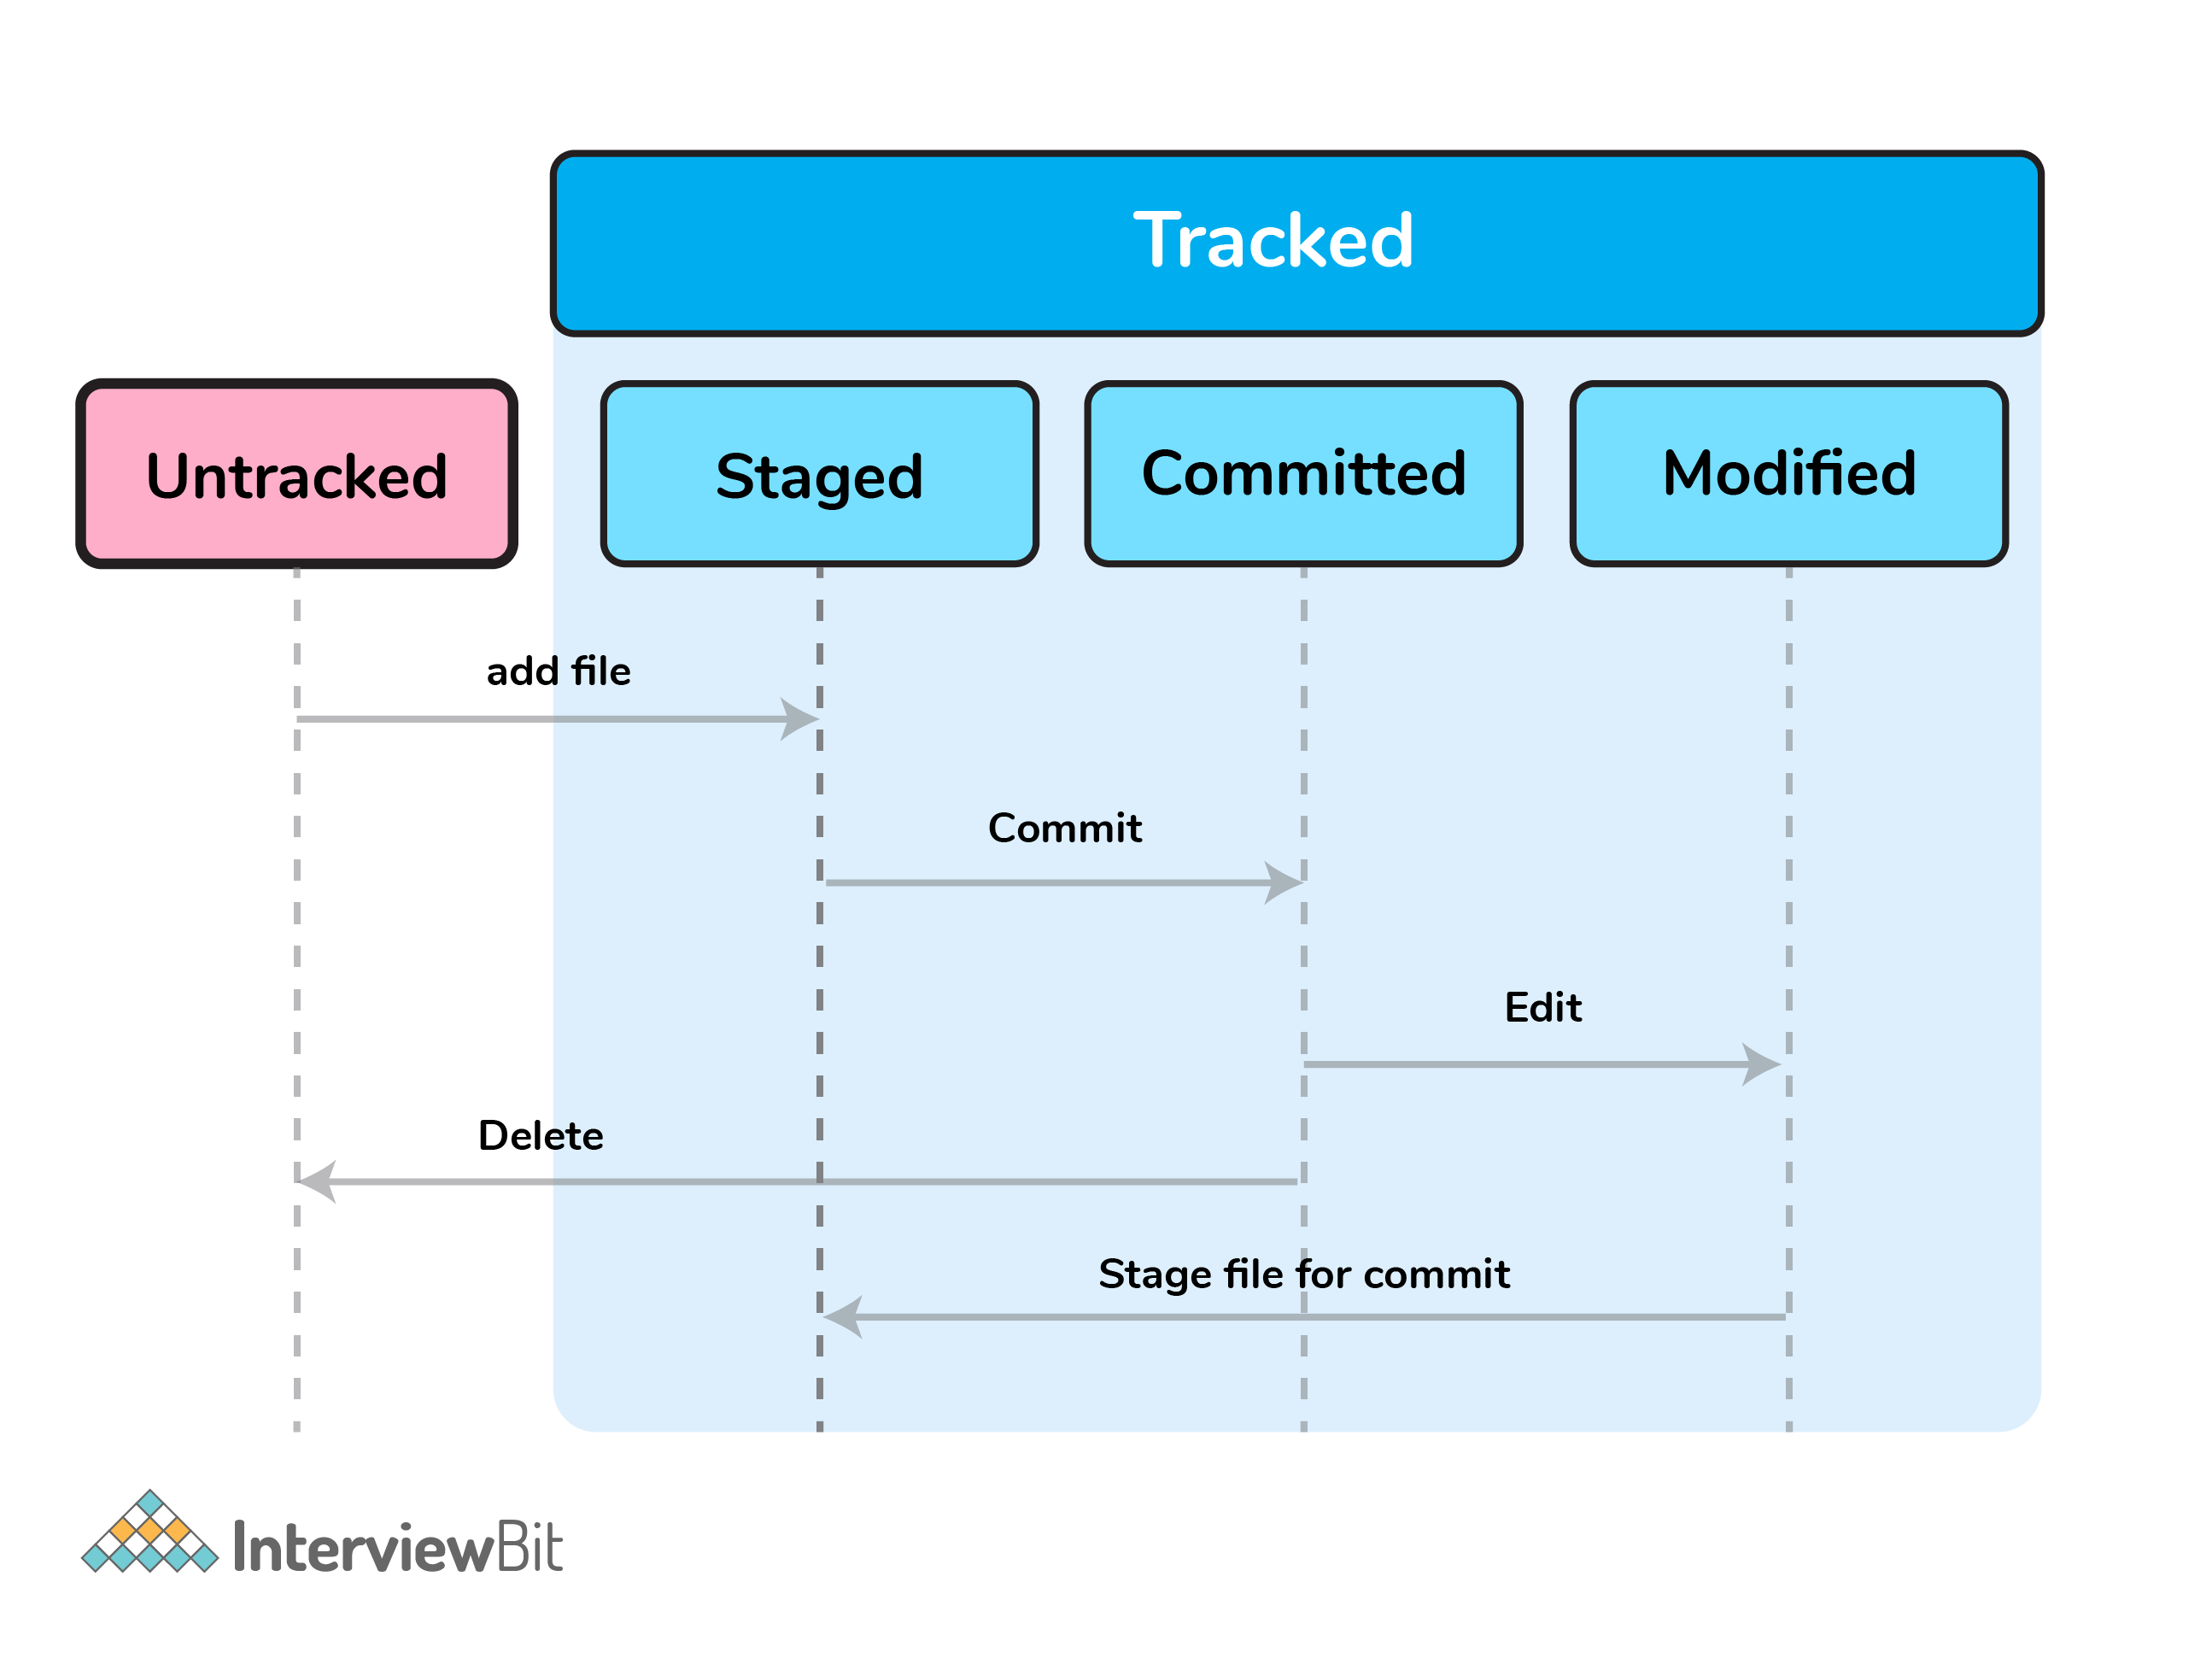 Tracked
Untracked
Staged
Committed
Modified
add file
Commit
Edit
Delete
Stage file for commit
InterviewBit